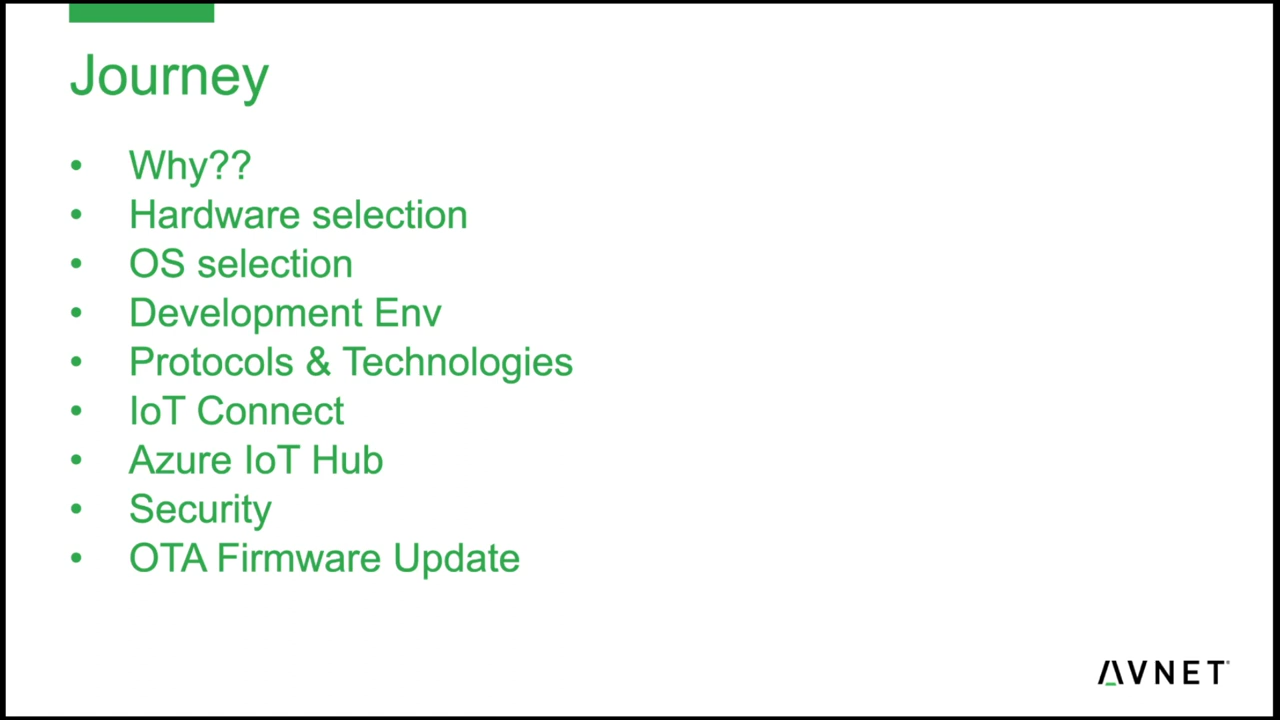 Journey
• Why??
• Hardware selection
• OS selection
• Development Env
• Protocols & Technologies
• IoT Connect
• Azure IoT Hub
• Security
• OTA Firmware Update
AVNET